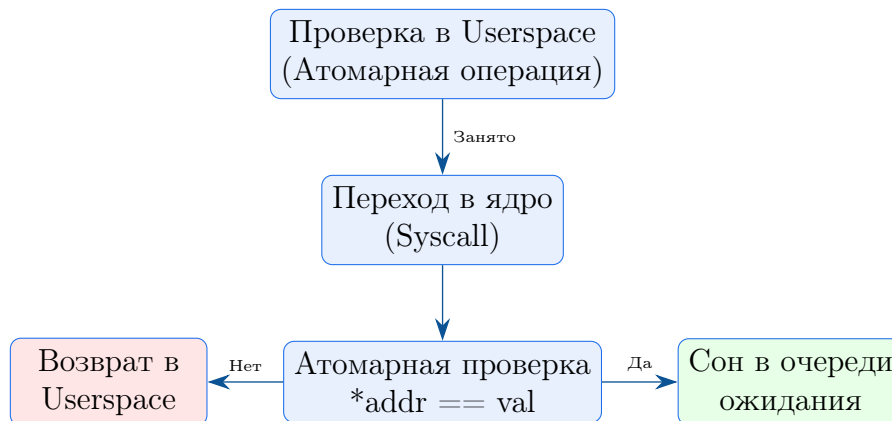 Проверка в Userspace
(Атомарная операция)
Занято
Переход в ядро
(Syscall)
Возврат в
Userspace
Нет
Атомарная проверка
*addr == val
Да
Сон в очереди
ожидания